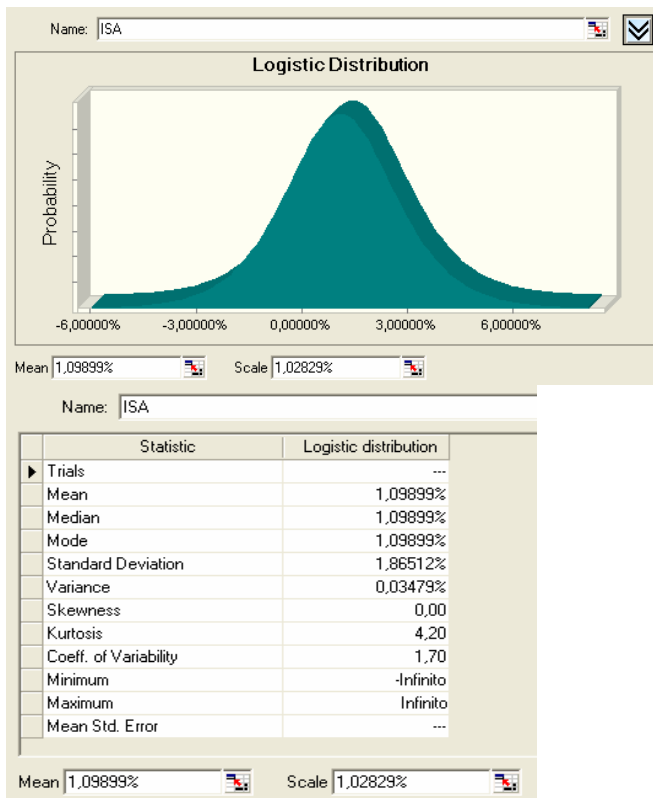 Name: ISA
Logistic Distribution
Probability
-6,00000% -3,00000% 0,00000% 3,00000% 6,00000%
Mean 1,09899% Scale 1,02829%
Name: ISA
Statistic Logistic distribution
Trials ---
Mean 1,09899%
Median 1,09899%
Mode 1,09899%
Standard Deviation 1,86512%
Variance 0,03479%
Skewness 0,00
Kurtosis 4,20
Coeff. of Variability 1,70
Minimum -Infinito
Maximum Infinito
Mean Std. Error ---
Mean 1,09899% Scale 1,02829%